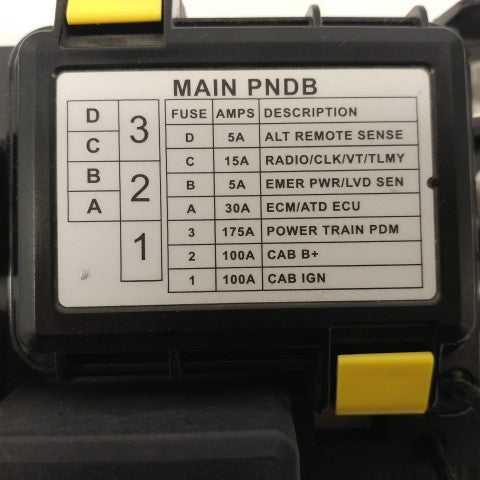 MAIN PNDB
D
C
B
A
3
2
1
FUSE AMPS DESCRIPTION
D 5A ALT REMOTE SENSE
C 15A RADIO/CLK/VT/TLMY
B 5A EMER PWR/LVD SEN
A 30A ECM/ATD ECU
3 175A POWER TRAIN PDM
2 100A CAB B+
1 100A CAB IGN